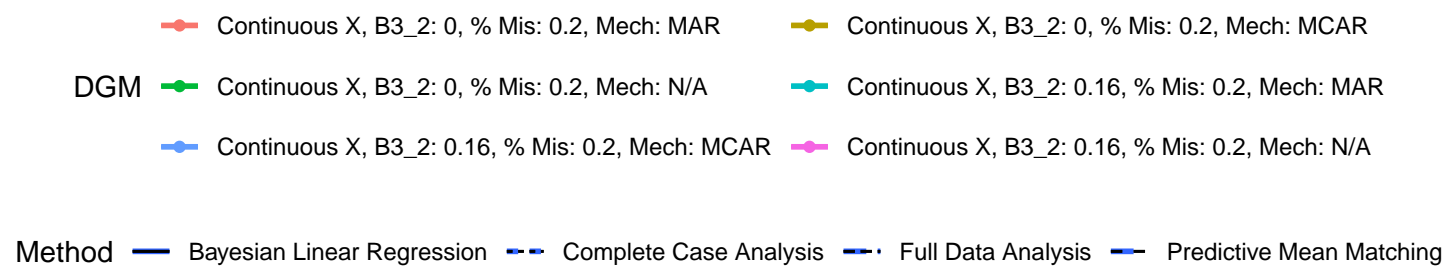 Continuous X, B3_2: 0, % Mis: 0.2, Mech: MAR Continuous X, B3_2: 0, % Mis: 0.2, Mech: MCAR
DGM Continuous X, B3_2: 0, % Mis: 0.2, Mech: N/A Continuous X, B3_2: 0.16, % Mis: 0.2, Mech: MAR
Continuous X, B3_2: 0.16, % Mis: 0.2, Mech: MCAR Continuous X, B3_2: 0.16, % Mis: 0.2, Mech: N/A
Method Bayesian Linear Regression Complete Case Analysis Full Data Analysis Predictive Mean Matching